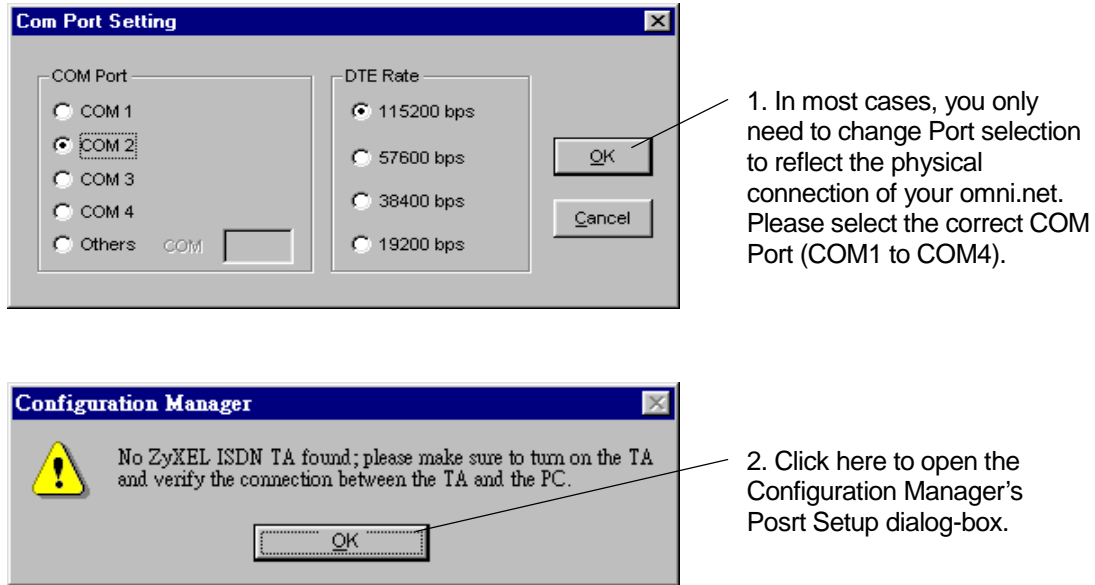 Com Port Setting
COM Port
COM 1
COM 2
COM 3
COM 4
Others COM
DTE Rate
115200 bps
57600 bps
38400 bps
19200 bps
OK
Cancel
1. In most cases, you only
need to change Port selection
to reflect the physical
connection of your omni.net.
Please select the correct COM
Port (COM1 to COM4).
Configuration Manager
No ZyXEL ISDN TA found; please make sure to turn on the TA
and verify the connection between the TA and the PC.
OK
2. Click here to open the
Configuration Manager’s
Posrt Setup dialog-box.